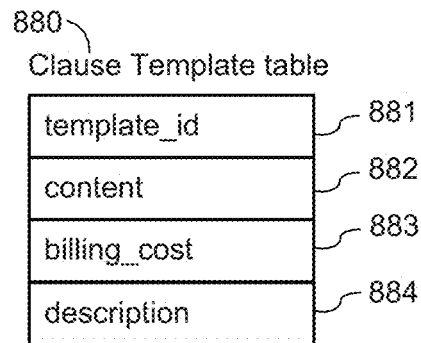 880
Clause Template table
template_id 881
content 882
billing_cost 883
description 884